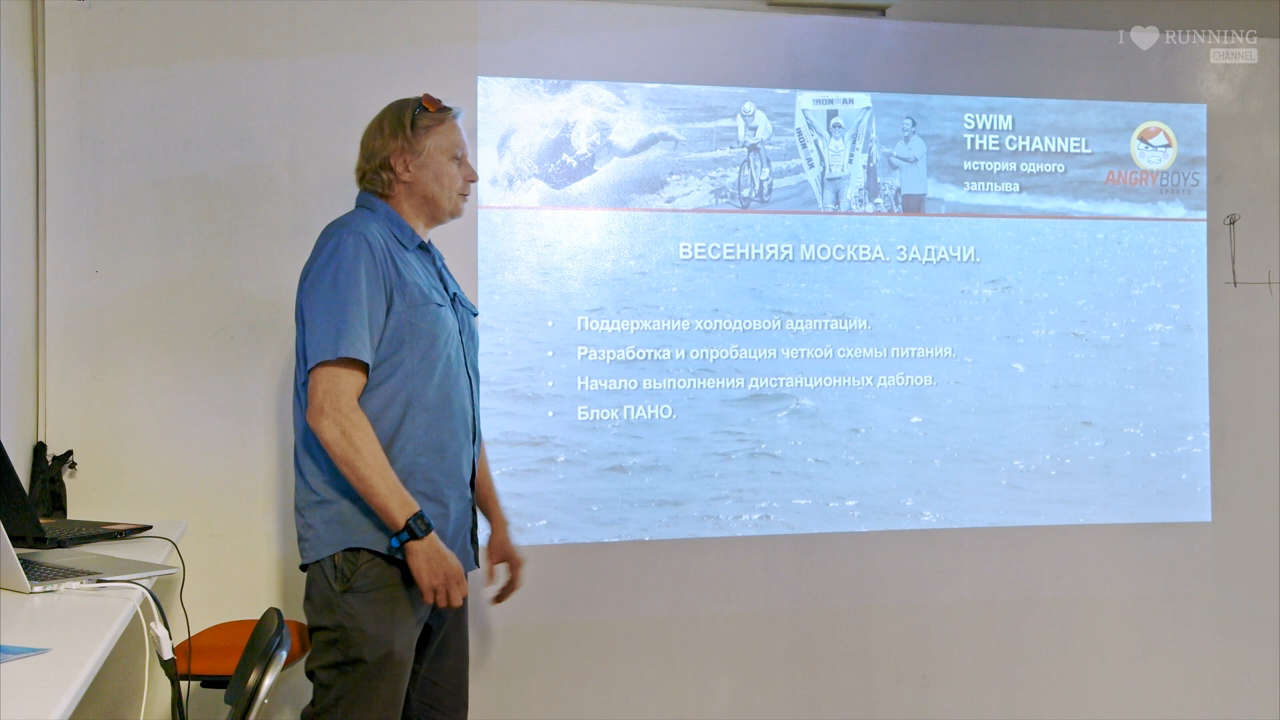 I RUNNING
CHANNEL
SWIM
THE CHANNEL
история одного
заплыва
ANGRYBOYS
SPORTS
IRONMAN
ВЕСЕННЯЯ МОСКВА. ЗАДАЧИ.
Поддержание холодовой адаптации.
Разработка и опробация четкой схемы питания.
Начало выполнения дистанционных даблов.
Блок ПАНО.